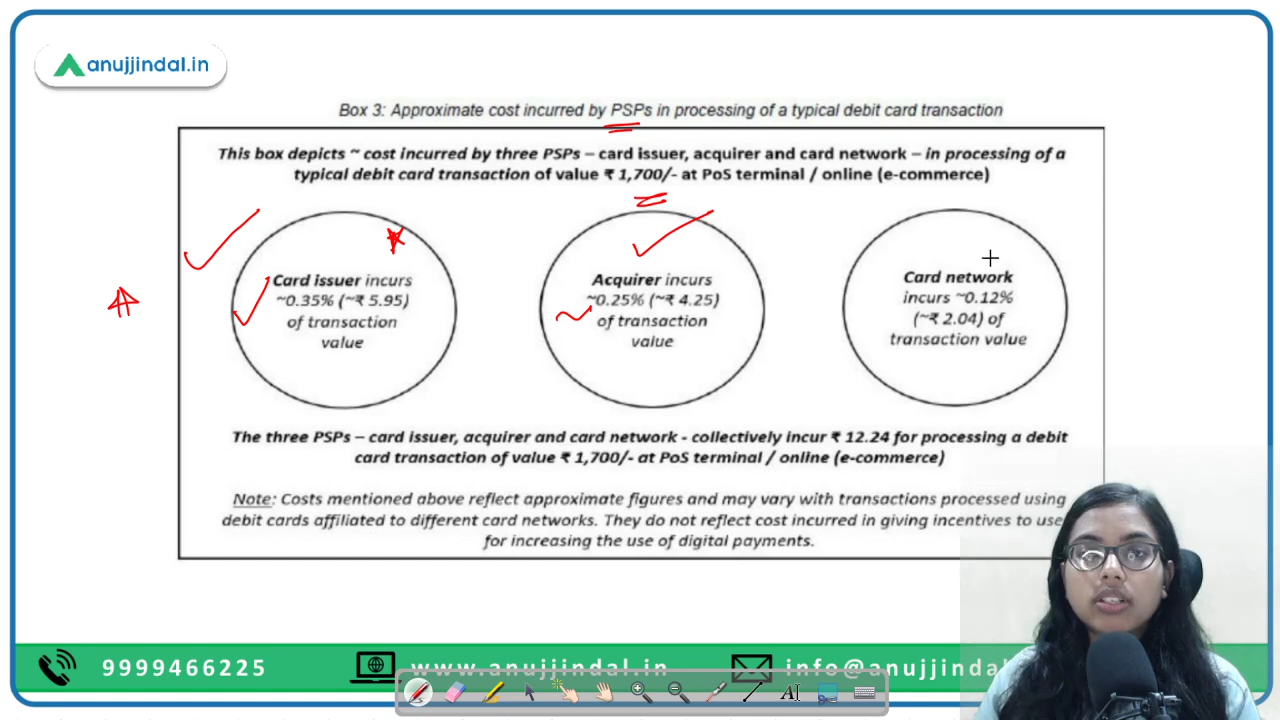 anujjindal.in
Box 3: Approximate cost incurred by PSPs in processing of a typical debit card transaction
This box depicts ~ cost incurred by three PSPs – card issuer, acquirer and card network – in processing of a
typical debit card transaction of value ₹ 1,700/- at PoS terminal / online (e-commerce)
Card issuer incurs
~0.35% (~₹ 5.95)
of transaction
value
Acquirer incurs
~0.25% (~₹ 4.25)
of transaction
value
Card network
incurs ~0.12%
(~₹ 2.04) of
transaction value
The three PSPs – card issuer, acquirer and card network - collectively incur ₹ 12.24 for processing a debit
card transaction of value ₹ 1,700/- at PoS terminal / online (e-commerce)
Note: Costs mentioned above reflect approximate figures and may vary with transactions processed using
debit cards affiliated to different card networks. They do not reflect cost incurred in giving incentives to use
for increasing the use of digital payments.
9999466225
www.anujjindal.in
info@anujjindal
AI